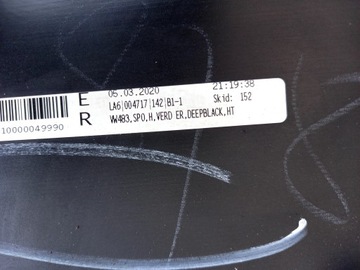 E
R
05.03.2020 21:19:38
LA6|004717|142|B1-1 Skid: 152
VW483,SPO,H,VERD ER,DEEPBLACK,HT
10000049990